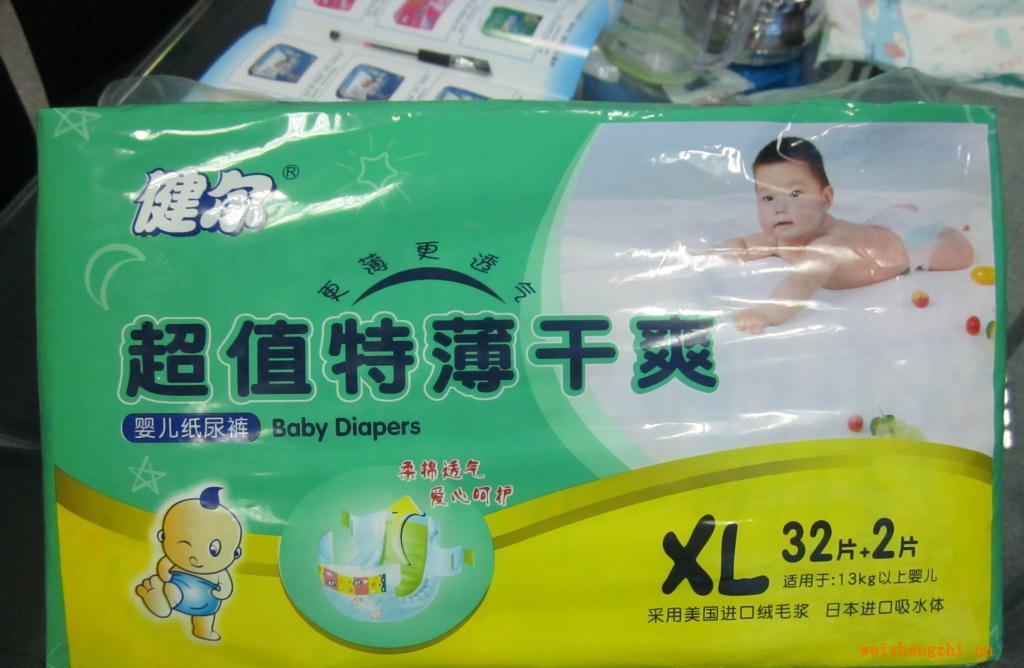 健尔®
更薄更透气
超值特薄干爽
婴儿纸尿裤 Baby Diapers
柔棉透气
爱心呵护
XL 32片+2片
适用于:13kg以上婴儿
采用美国进口绒毛浆 日本进口吸水体
weishengzhi.cn